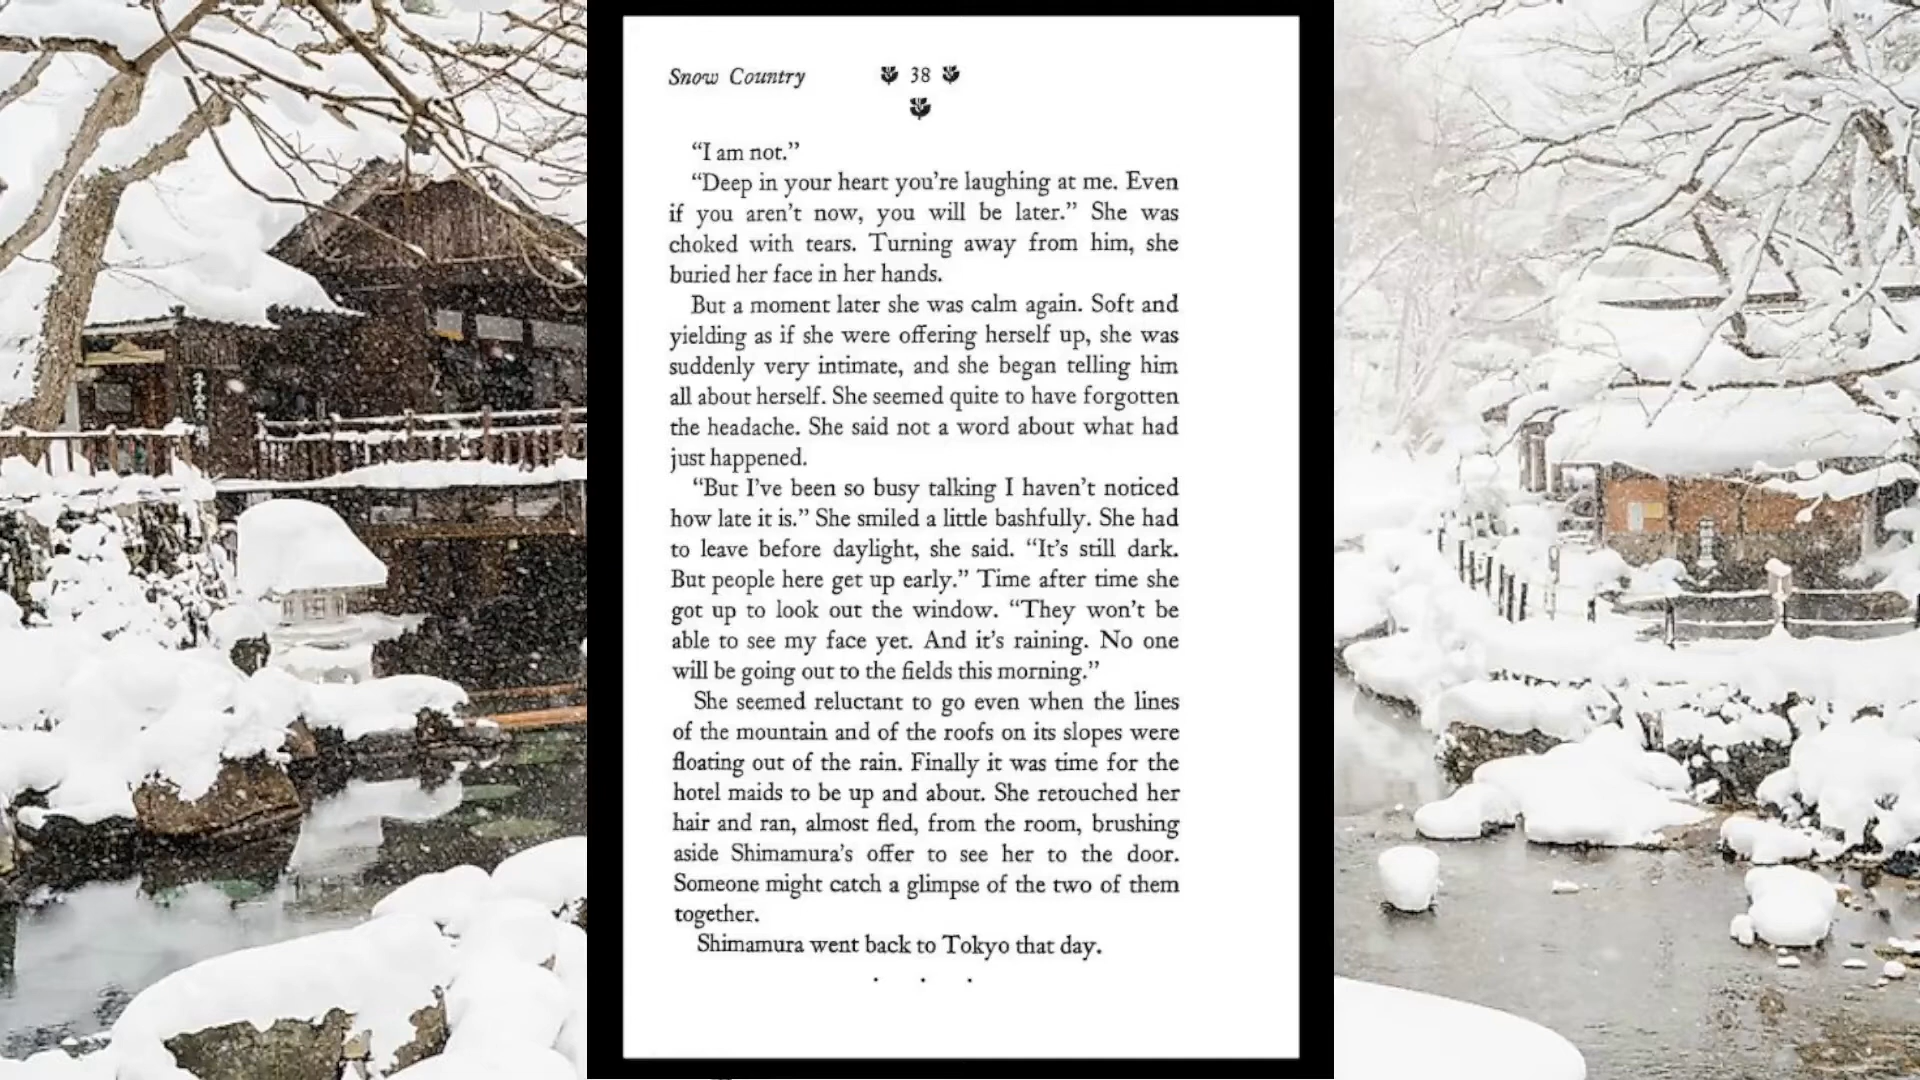 Snow Country 38
"I am not."
"Deep in your heart you're laughing at me. Even
if you aren't now, you will be later." She was
choked with tears. Turning away from him, she
buried her face in her hands.
But a moment later she was calm again. Soft and
yielding as if she were offering herself up, she was
suddenly very intimate, and she began telling him
all about herself. She seemed quite to have forgotten
the headache. She said not a word about what had
just happened.
"But I've been so busy talking I haven't noticed
how late it is." She smiled a little bashfully. She had
to leave before daylight, she said. "It's still dark.
But people here get up early." Time after time she
got up to look out the window. "They won't be
able to see my face yet. And it's raining. No one
will be going out to the fields this morning."
She seemed reluctant to go even when the lines
of the mountain and of the roofs on its slopes were
floating out of the rain. Finally it was time for the
hotel maids to be up and about. She retouched her
hair and ran, almost fled, from the room, brushing
aside Shimamura's offer to see her to the door.
Someone might catch a glimpse of the two of them
together.
Shimamura went back to Tokyo that day.
. . .